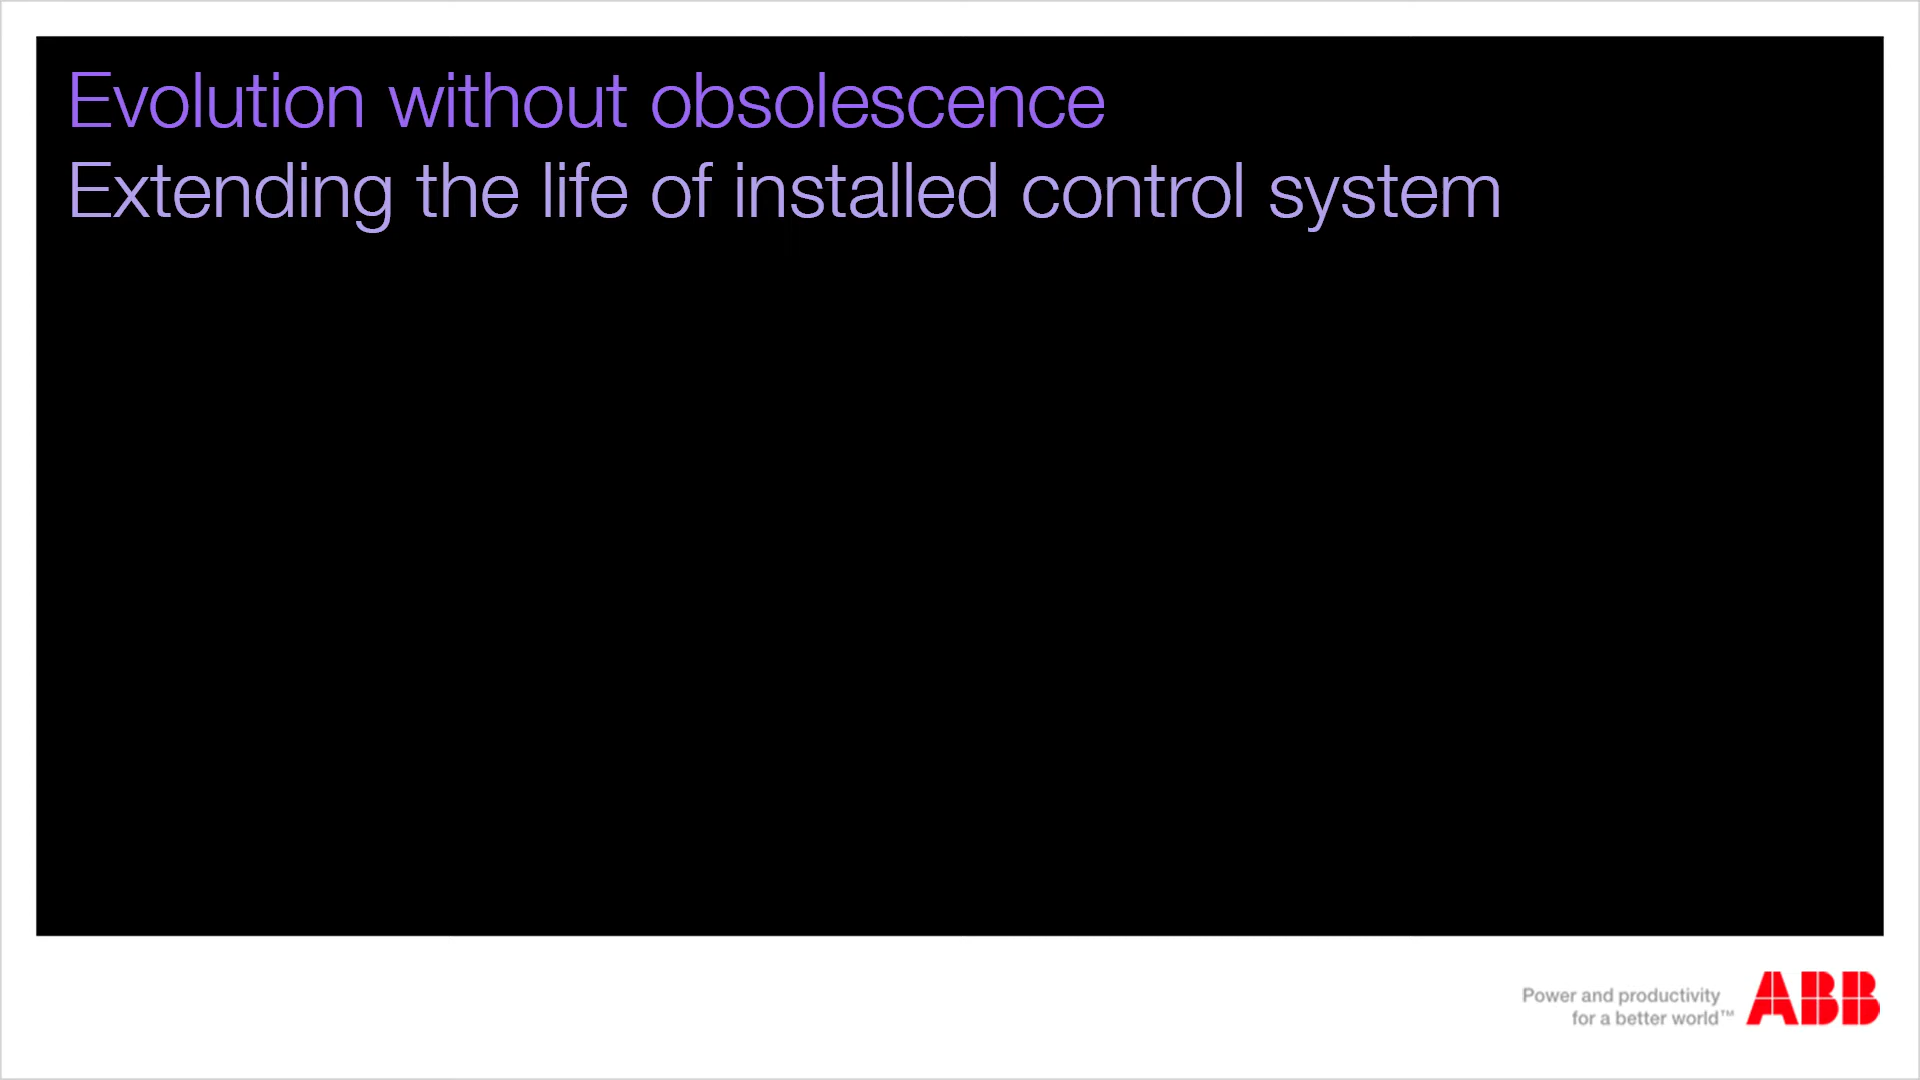 Evolution without obsolescence
Extending the life of installed control system
Power and productivity
for a better world™
ABB